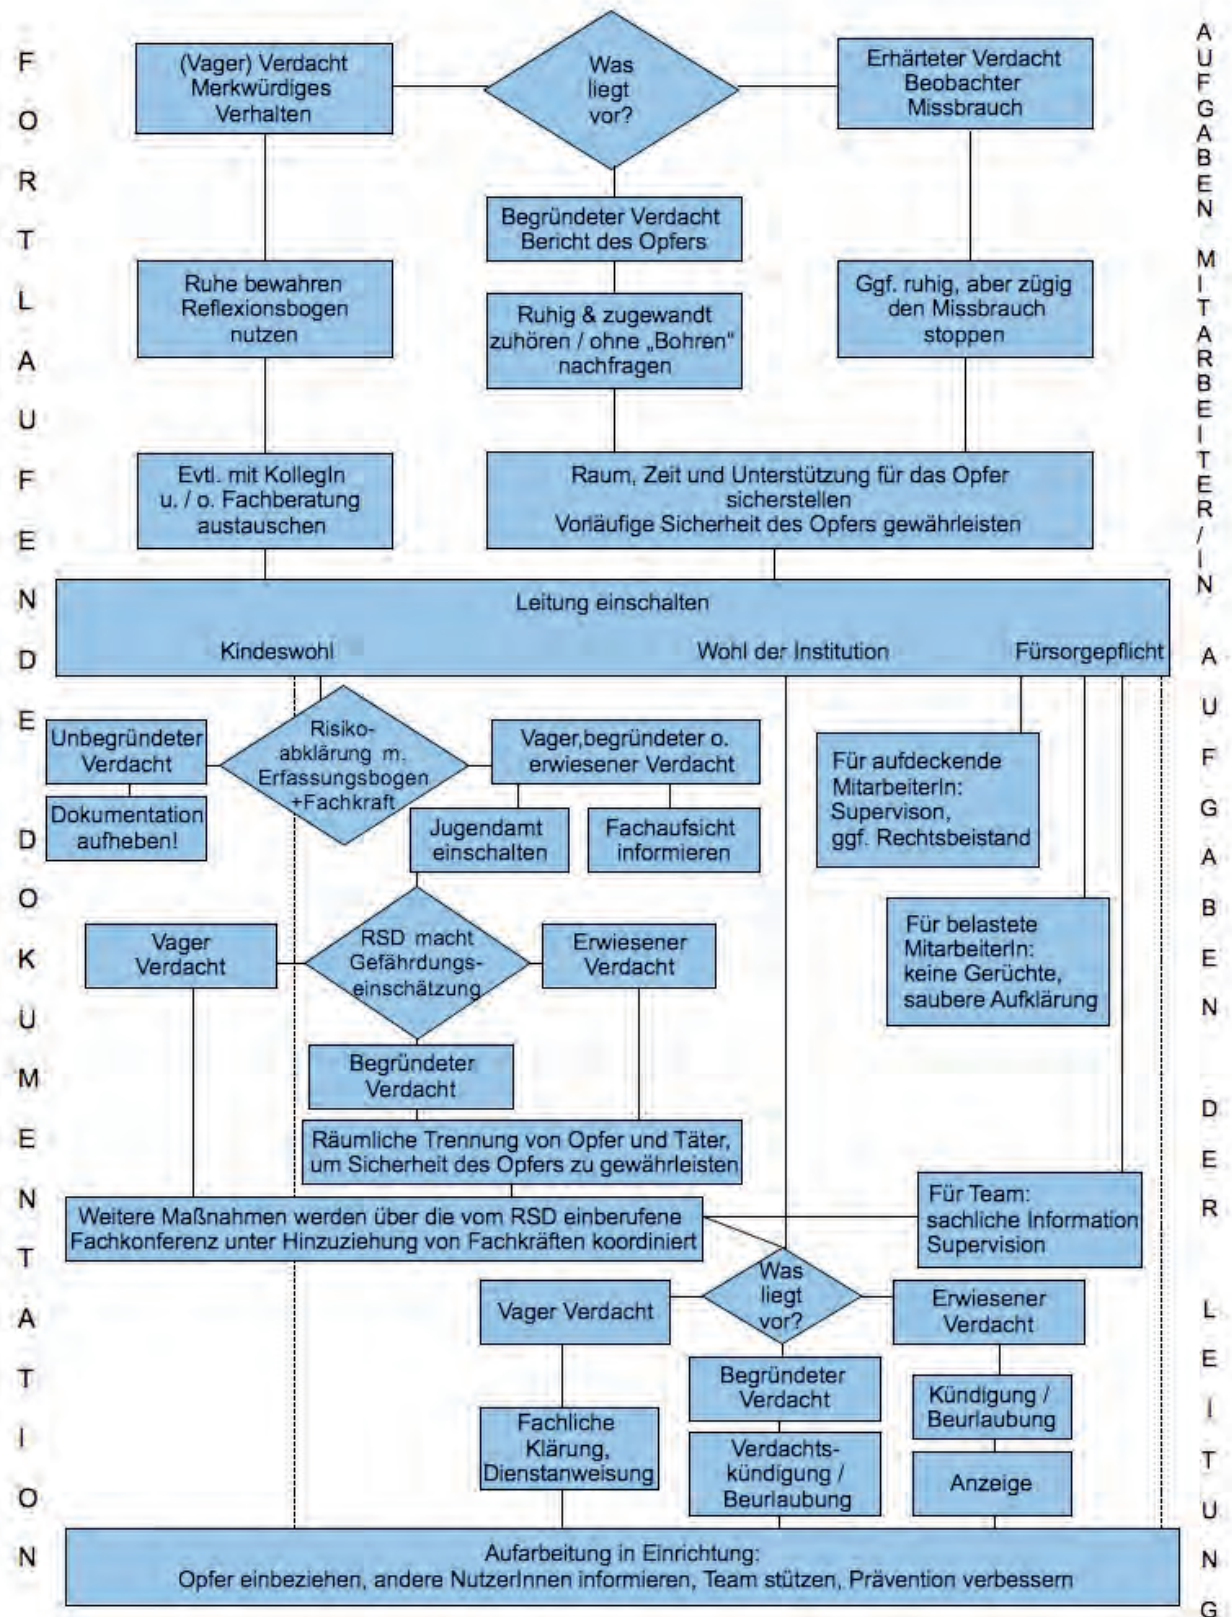 FORTLAUFENDE DOKUMENTATION
AUFGABEN MITARBEITER/IN
AUFGABEN DER LEITUNG
Was
liegt
vor?
(Vager) Verdacht
Merkwürdiges
Verhalten
Erhärteter Verdacht
Beobachter
Missbrauch
Begründeter Verdacht
Bericht des Opfers
Ruhe bewahren
Reflexionsbogen
nutzen
Ruhig & zugewandt
zuhören / ohne „Bohren“
nachfragen
Ggf. ruhig, aber zügig
den Missbrauch
stoppen
Evtl. mit KollegIn
u. / o. Fachberatung
austauschen
Raum, Zeit und Unterstützung für das Opfer
sicherstellen
Vorläufige Sicherheit des Opfers gewährleisten
Leitung einschalten
Kindeswohl
Wohl der Institution
Fürsorgepflicht
Unbegründeter
Verdacht
Risiko-
abklärung m.
Erfassungsbogen
+Fachkraft
Vager,begründeter o.
erwiesener Verdacht
Dokumentation
aufheben!
Jugendamt
einschalten
Fachaufsicht
informieren
Für aufdeckende
MitarbeiterIn:
Supervison,
ggf. Rechtsbeistand
Für belastete
MitarbeiterIn:
keine Gerüchte,
saubere Aufklärung
Vager
Verdacht
RSD macht
Gefährdungs-
einschätzung
Erwiesener
Verdacht
Begründeter
Verdacht
Räumliche Trennung von Opfer und Täter,
um Sicherheit des Opfers zu gewährleisten
Weitere Maßnahmen werden über die vom RSD einberufene
Fachkonferenz unter Hinzuziehung von Fachkräften koordiniert
Für Team:
sachliche Information
Supervision
Was
liegt
vor?
Vager Verdacht
Erwiesener
Verdacht
Begründeter
Verdacht
Fachliche
Klärung,
Dienstanweisung
Verdachts-
kündigung /
Beurlaubung
Kündigung /
Beurlaubung
Anzeige
Aufarbeitung in Einrichtung:
Opfer einbeziehen, andere NutzerInnen informieren, Team stützen, Prävention verbessern